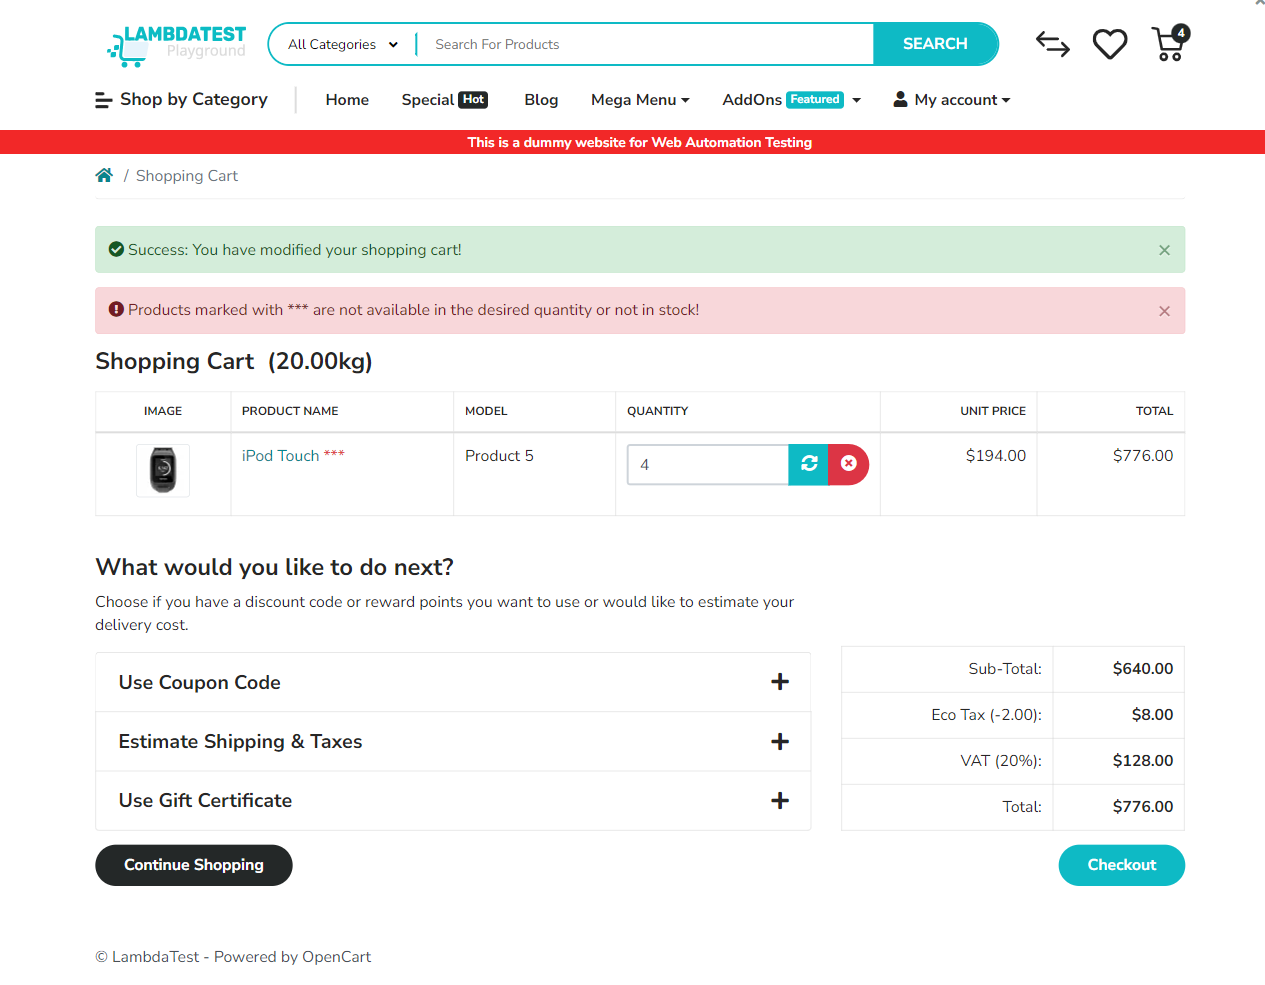 LAMBDATEST
Playground
All Categories
Search For Products
SEARCH
4
Shop by Category
Home
Special Hot
Blog
Mega Menu
AddOns Featured
My account
This is a dummy website for Web Automation Testing
/ Shopping Cart
Success: You have modified your shopping cart!
×
Products marked with *** are not available in the desired quantity or not in stock!
×
Shopping Cart (20.00kg)
IMAGE PRODUCT NAME MODEL QUANTITY UNIT PRICE TOTAL
iPod Touch *** Product 5 4 $194.00 $776.00
What would you like to do next?
Choose if you have a discount code or reward points you want to use or would like to estimate your
delivery cost.
Use Coupon Code
Estimate Shipping & Taxes
Use Gift Certificate
Sub-Total: $640.00
Eco Tax (-2.00): $8.00
VAT (20%): $128.00
Total: $776.00
Continue Shopping
Checkout
© LambdaTest - Powered by OpenCart